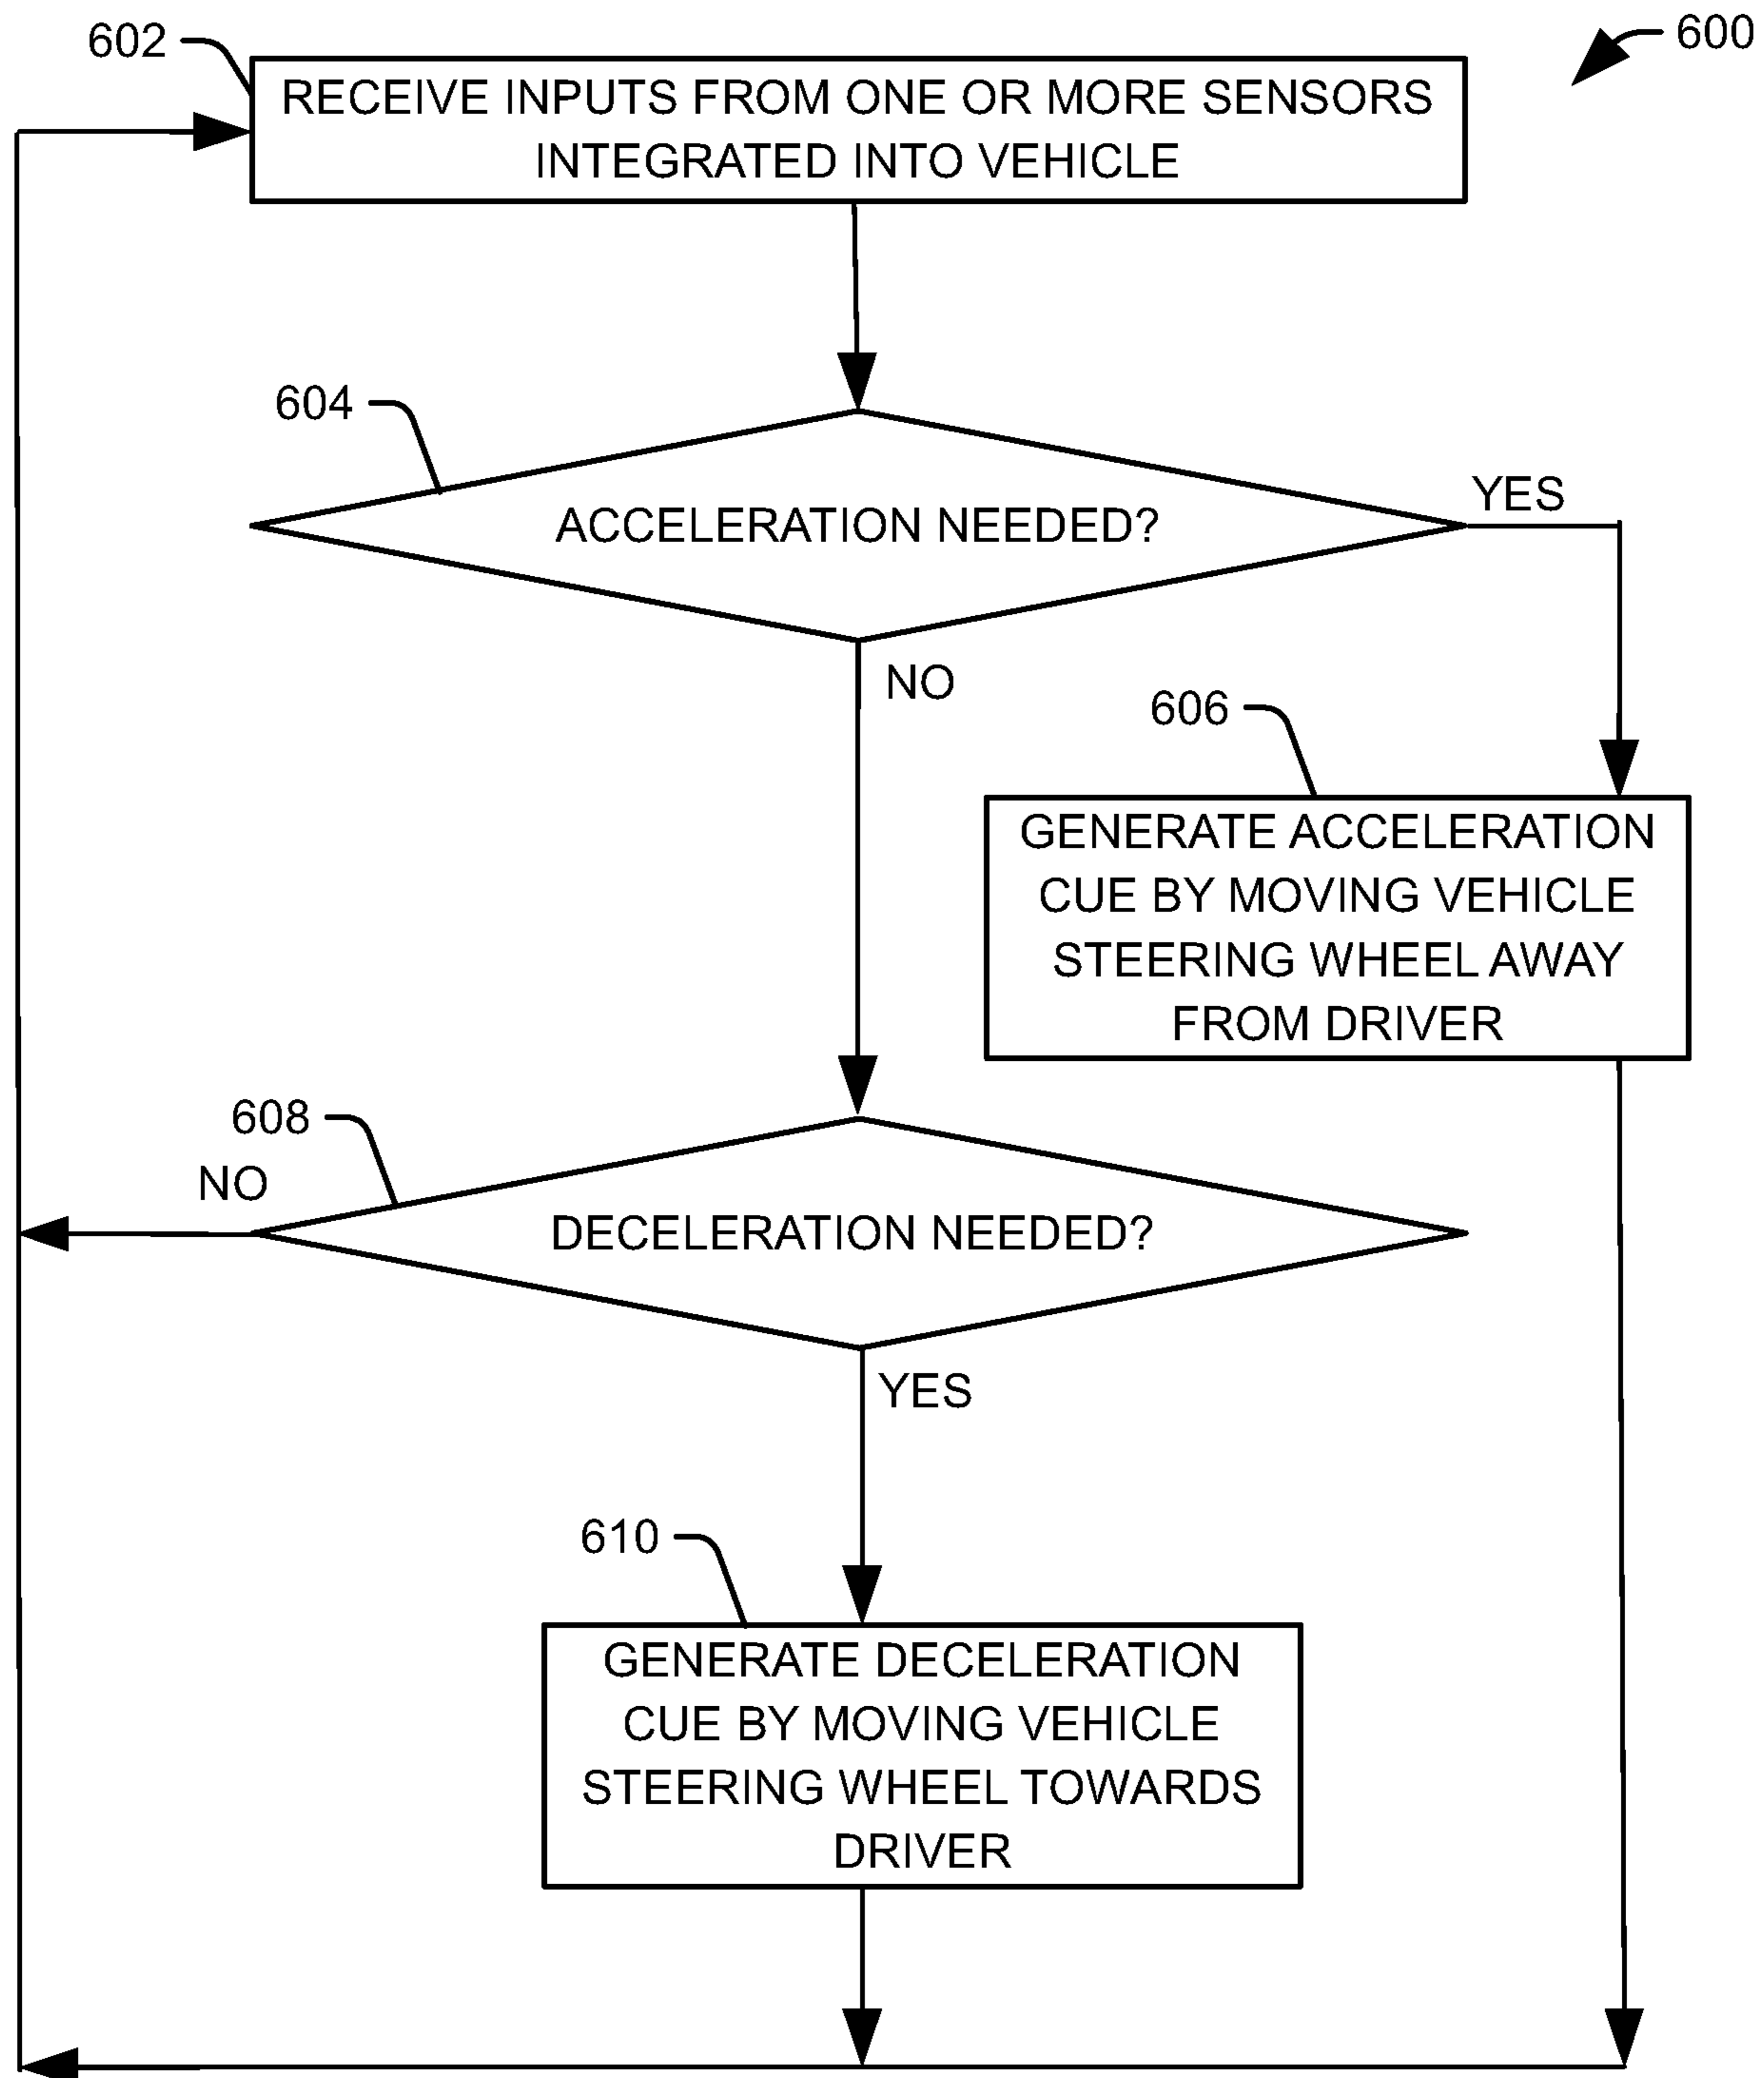 602
600
RECEIVE INPUTS FROM ONE OR MORE SENSORS
INTEGRATED INTO VEHICLE
604
YES
ACCELERATION NEEDED?
NO
606
GENERATE ACCELERATION
CUE BY MOVING VEHICLE
STEERING WHEEL AWAY
FROM DRIVER
608
NO
DECELERATION NEEDED?
YES
610
GENERATE DECELERATION
CUE BY MOVING VEHICLE
STEERING WHEEL TOWARDS
DRIVER